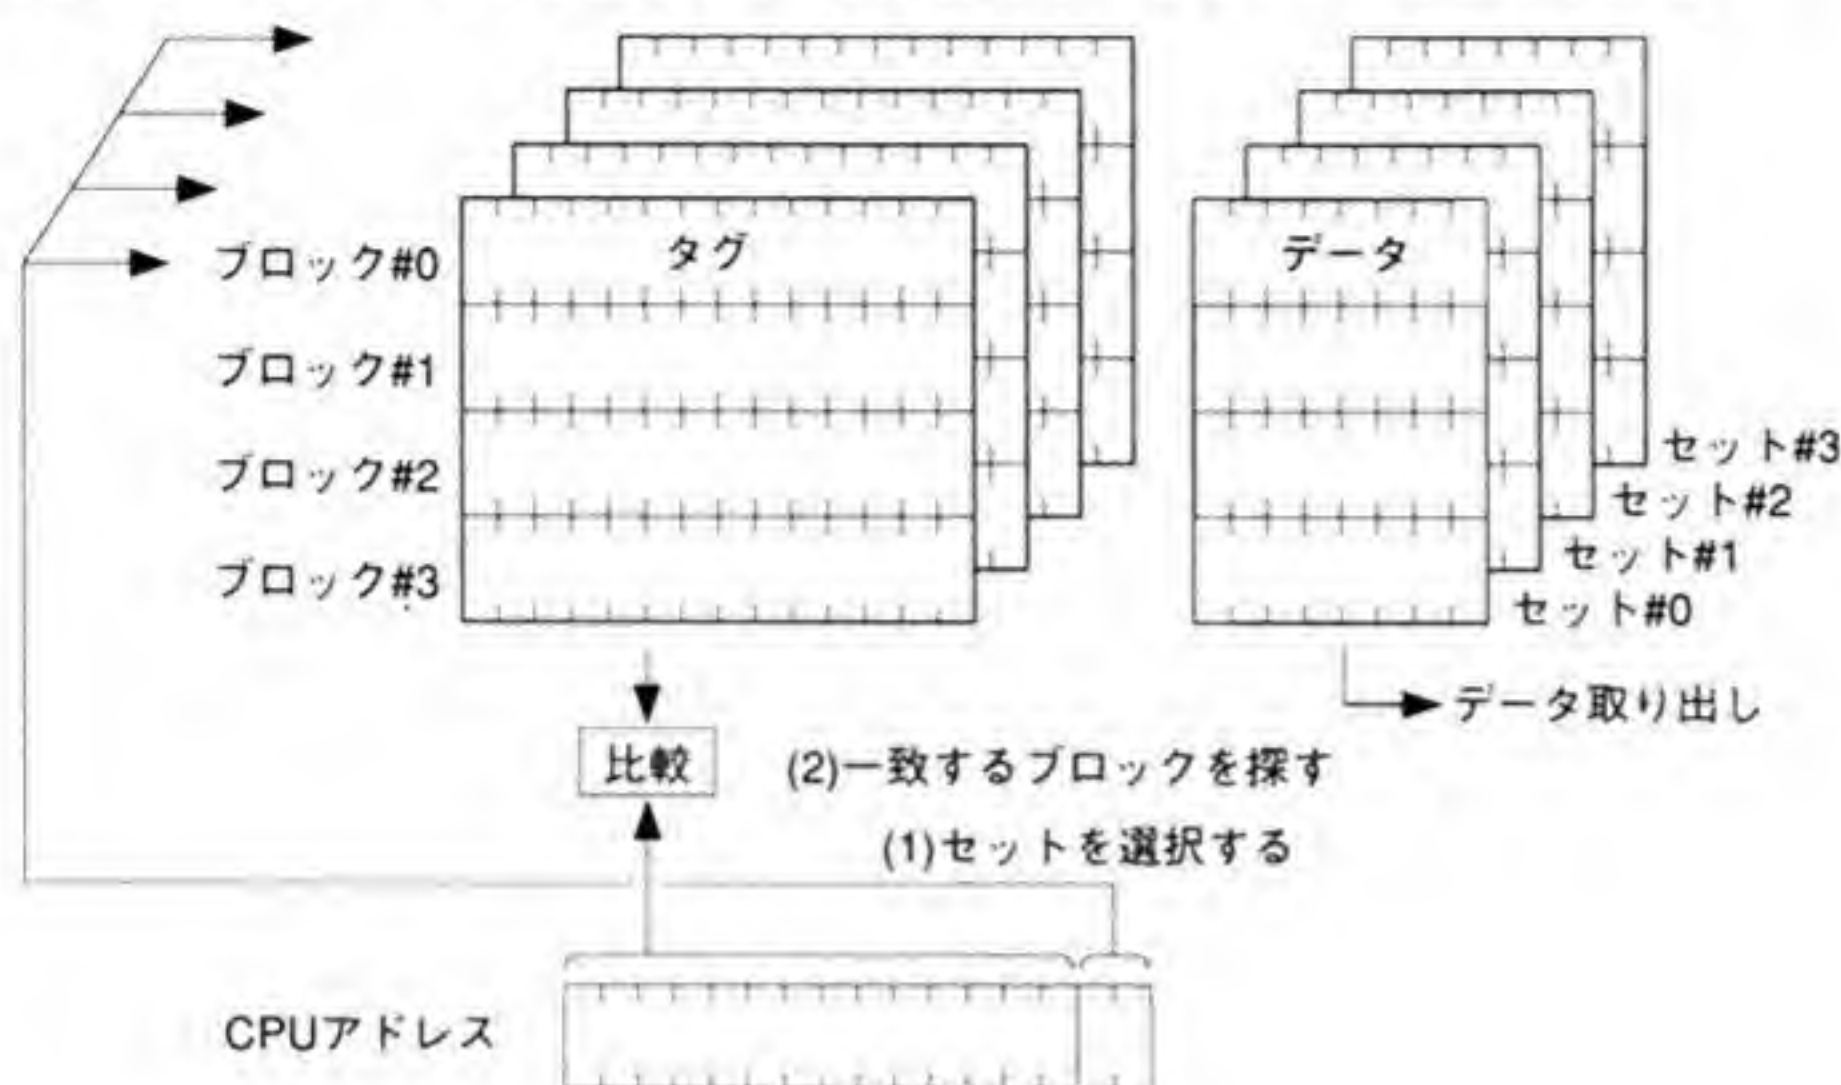 ブロック#0
タグ
データ
ブロック#1
ブロック#2
ブロック#3
セット#3
セット#2
セット#1
セット#0
データ取り出し
比較
(2)一致するブロックを探す
(1)セットを選択する
CPUアドレス